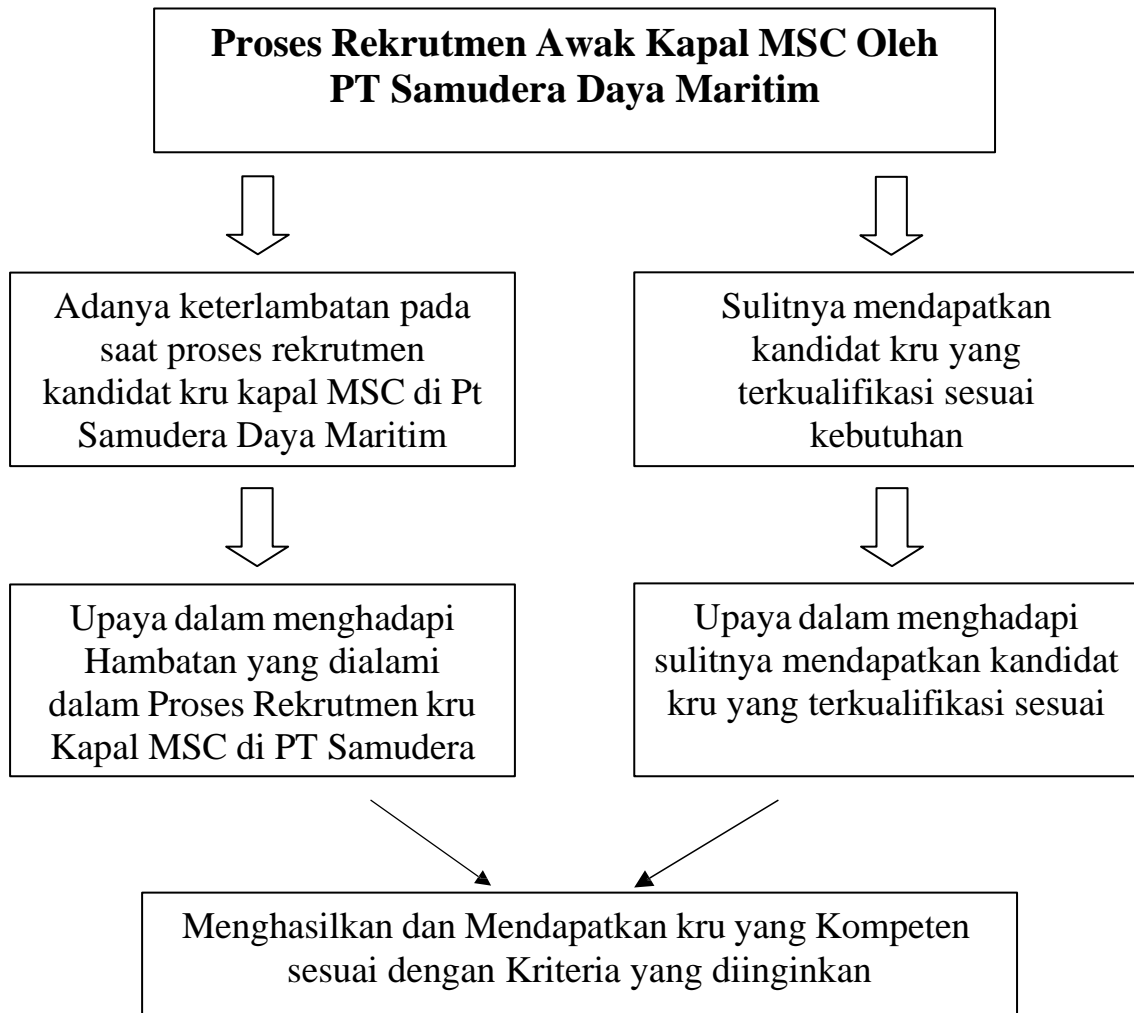 Proses Rekrutmen Awak Kapal MSC Oleh
PT Samudera Daya Maritim
Adanya keterlambatan pada
saat proses rekrutmen
kandidat kru kapal MSC di Pt
Samudera Daya Maritim
Sulitnya mendapatkan
kandidat kru yang
terkualifikasi sesuai
kebutuhan
Upaya dalam menghadapi
Hambatan yang dialami
dalam Proses Rekrutmen kru
Kapal MSC di PT Samudera
Upaya dalam menghadapi
sulitnya mendapatkan kandidat
kru yang terkualifikasi sesuai
Menghasilkan dan Mendapatkan kru yang Kompeten
sesuai dengan Kriteria yang diinginkan